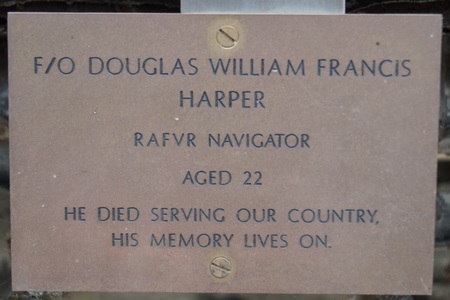 F/O DOUGLAS WILLIAM FRANCIS
HARPER
RAFVR NAVIGATOR
AGED 22
HE DIED SERVING OUR COUNTRY,
HIS MEMORY LIVES ON.